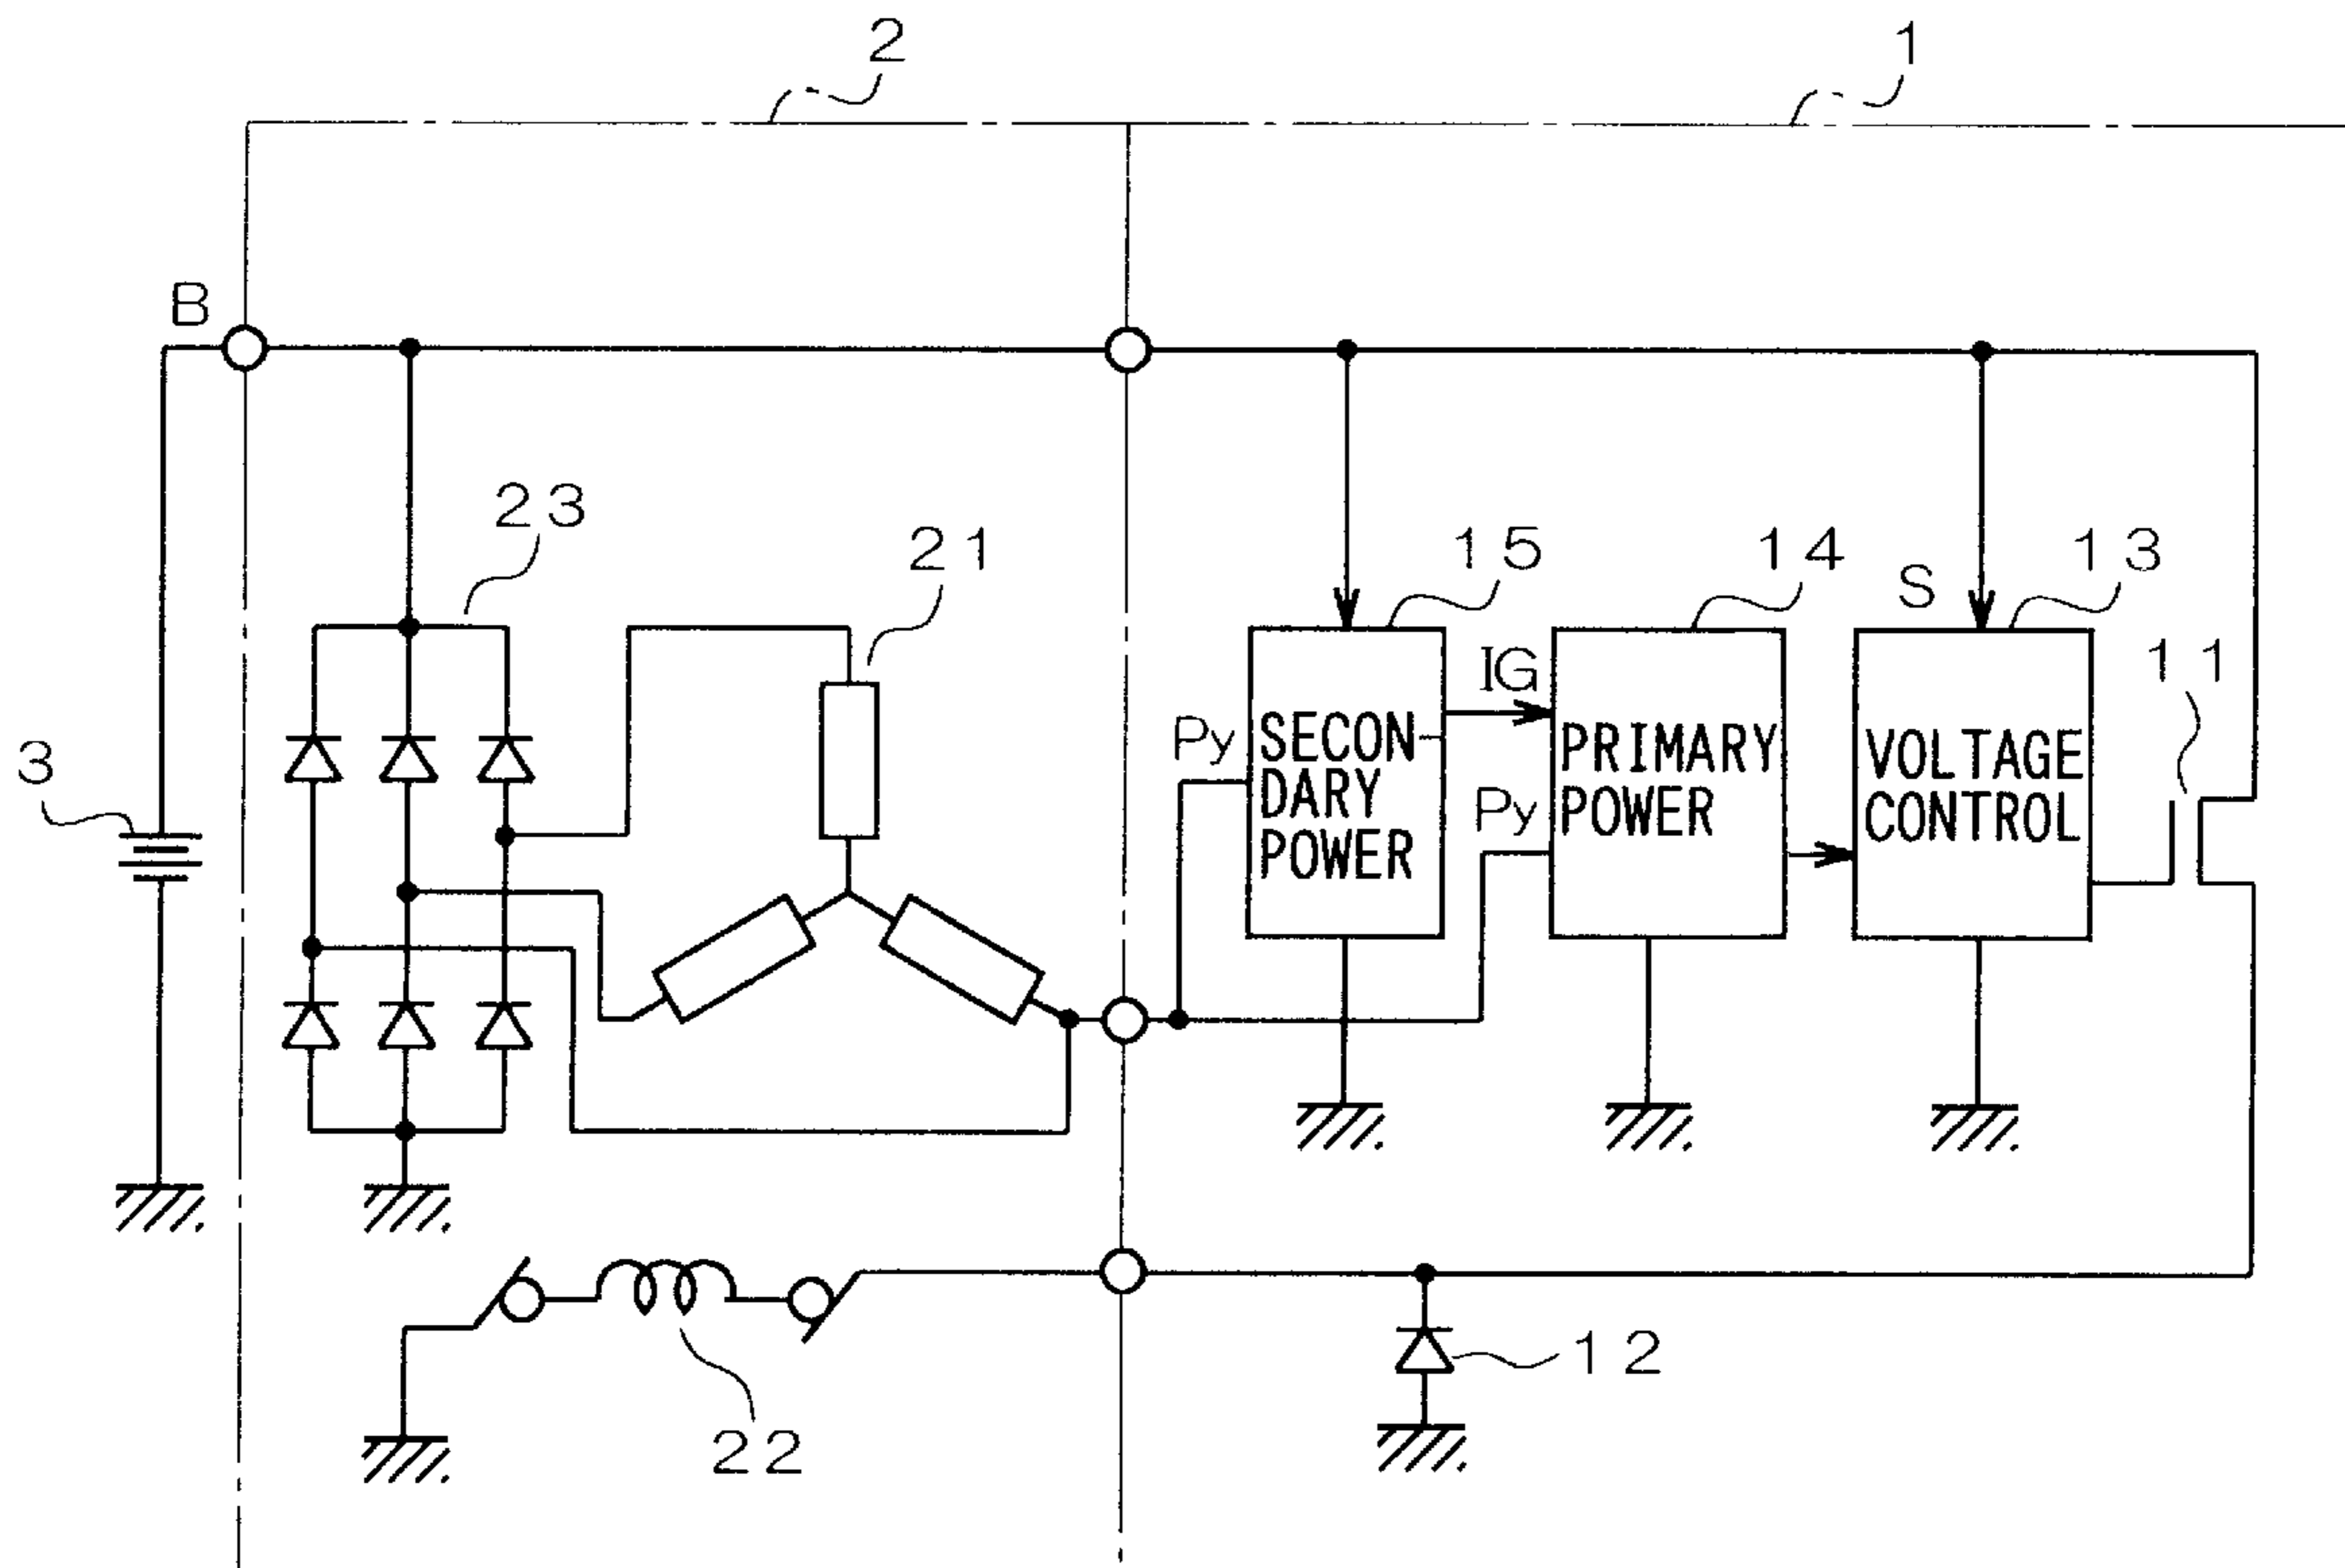 2
1
B
23
21
15
14
13
S
11
IG
Py
SECON-
DARY
POWER
Py
PRIMARY
POWER
VOLTAGE
CONTROL
3
12
22